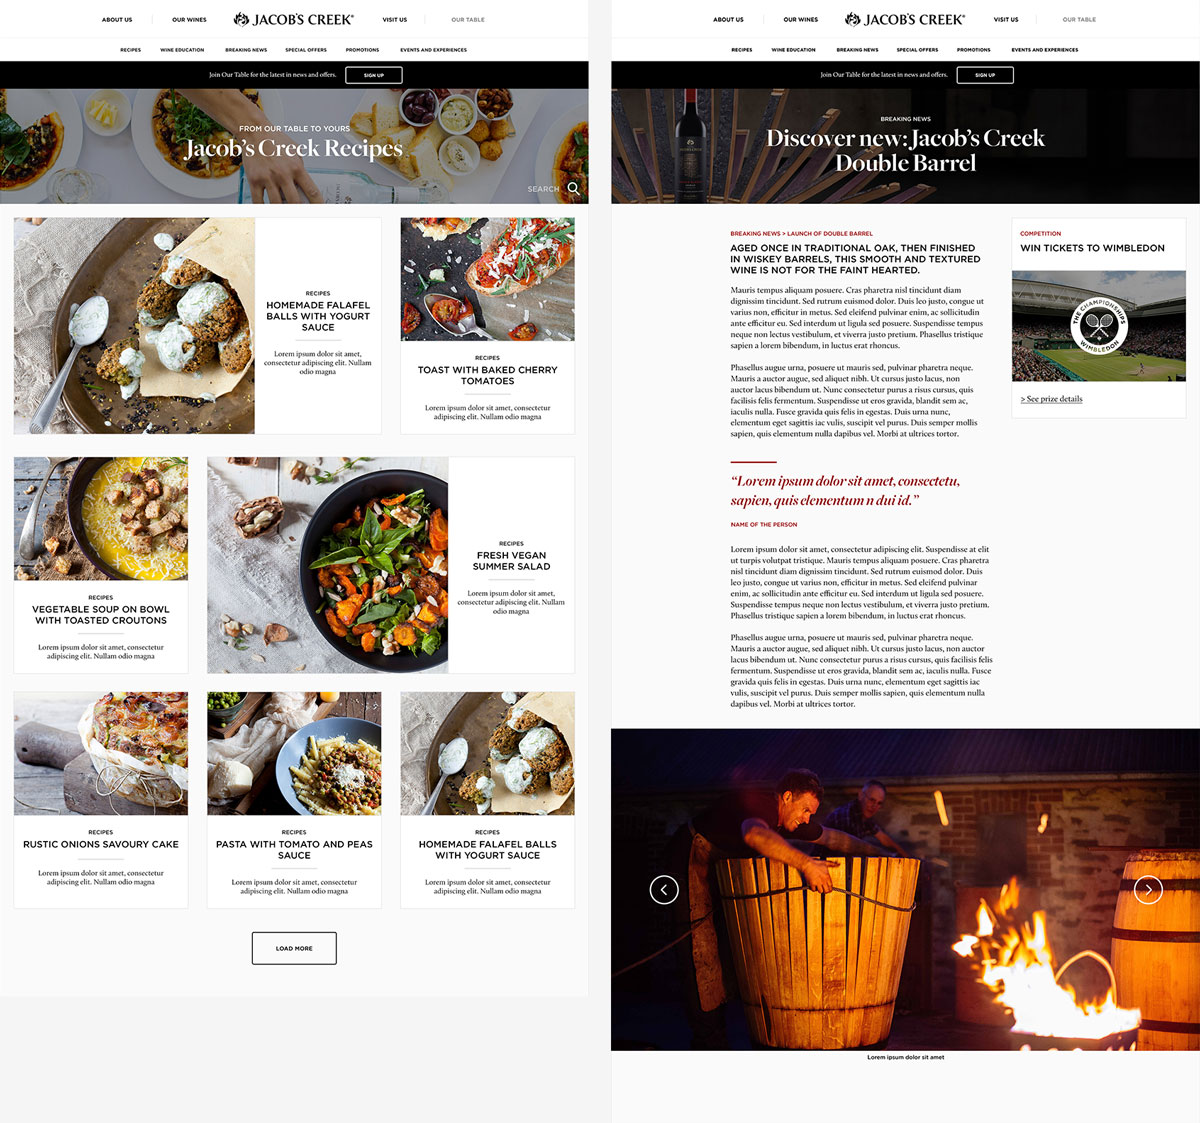 ABOUT US
OUR WINES
JACOB'S CREEK®
VISIT US
OUR TABLE
RECIPES
WINE EDUCATION
BREAKING NEWS
SPECIAL OFFERS
PROMOTIONS
EVENTS AND EXPERIENCES
Join Our Table for the latest in news and offers.
SIGN UP
FROM OUR TABLE TO YOURS
Jacob's Creek Recipes
SEARCH
RECIPES
HOMEMADE FALAFEL
BALLS WITH YOGURT
SAUCE
Lorem ipsum dolor sit amet,
consectetur adipiscing elit. Nullam
odio magna
RECIPES
TOAST WITH BAKED CHERRY
TOMATOES
Lorem ipsum dolor sit amet, consectetur
adipiscing elit. Nullam odio magna
RECIPES
VEGETABLE SOUP ON BOWL
WITH TOASTED CROUTONS
Lorem ipsum dolor sit amet, consectetur
adipiscing elit. Nullam odio magna
RECIPES
FRESH VEGAN
SUMMER SALAD
Lorem ipsum dolor sit amet,
consectetur adipiscing elit. Nullam
odio magna
RECIPES
RUSTIC ONIONS SAVOURY CAKE
Lorem ipsum dolor sit amet, consectetur
adipiscing elit. Nullam odio magna
RECIPES
PASTA WITH TOMATO AND PEAS
SAUCE
Lorem ipsum dolor sit amet, consectetur
adipiscing elit. Nullam odio magna
RECIPES
HOMEMADE FALAFEL BALLS
WITH YOGURT SAUCE
Lorem ipsum dolor sit amet, consectetur
adipiscing elit. Nullam odio magna
LOAD MORE
ABOUT US
OUR WINES
JACOB'S CREEK®
VISIT US
OUR TABLE
RECIPES
WINE EDUCATION
BREAKING NEWS
SPECIAL OFFERS
PROMOTIONS
EVENTS AND EXPERIENCES
Join Our Table for the latest in news and offers.
SIGN UP
BREAKING NEWS
Discover new: Jacob's Creek
Double Barrel
BREAKING NEWS > LAUNCH OF DOUBLE BARREL
AGED ONCE IN TRADITIONAL OAK, THEN FINISHED
IN WISKEY BARRELS, THIS SMOOTH AND TEXTURED
WINE IS NOT FOR THE FAINT HEARTED.
Mauris tempus aliquam posuere. Cras pharetra nisl tincidunt diam
dignissim tincidunt. Sed rutrum euismod dolor. Duis leo justo, congue ut
varius non, efficitur in metus. Sed eleifend pulvinar enim, ac sollicitudin
ante efficitur eu. Sed interdum ut ligula sed posuere. Suspendisse tempus
neque non lectus vestibulum, et viverra justo pretium. Phasellus tristique
sapien a lorem bibendum, in luctus erat rhoncus.
Phasellus augue urna, posuere ut mauris sed, pulvinar pharetra neque.
Mauris a auctor augue, sed aliquet nibh. Ut cursus justo lacus, non
auctor lacus bibendum ut. Nunc consectetur purus a risus cursus, quis
facilisis felis fermentum. Suspendisse ut eros gravida, blandit sem ac,
iaculis nulla. Fusce gravida quis felis in egestas. Duis urna nunc,
elementum eget sagittis iac vulis, suscipit vel purus. Duis semper mollis
sapien, quis elementum nulla dapibus vel. Morbi at ultrices tortor.
“Lorem ipsum dolor sit amet, consectetu,
sapien, quis elementum n dui id.”
NAME OF THE PERSON
Lorem ipsum dolor sit amet, consectetur adipiscing elit. Suspendisse at elit
ut turpis volutpat tristique. Mauris tempus aliquam posuere. Cras pharetra
nisl tincidunt diam dignissim tincidunt. Sed rutrum euismod dolor. Duis
leo justo, congue ut varius non, efficitur in metus. Sed eleifend pulvinar
enim, ac sollicitudin ante efficitur eu. Sed interdum ut ligula sed posuere.
Suspendisse tempus neque non lectus vestibulum, et viverra justo pretium.
Phasellus tristique sapien a lorem bibendum, in luctus erat rhoncus.
Phasellus augue urna, posuere ut mauris sed, pulvinar pharetra neque.
Mauris a auctor augue, sed aliquet nibh. Ut cursus justo lacus, non auctor
lacus bibendum ut. Nunc consectetur purus a risus cursus, quis facilisis felis
fermentum. Suspendisse ut eros gravida, blandit sem ac, iaculis nulla. Fusce
gravida quis felis in egestas. Duis urna nunc, elementum eget sagittis iac
vulis, suscipit vel purus. Duis semper mollis sapien, quis elementum nulla
dapibus vel. Morbi at ultrices tortor.
COMPETITION
WIN TICKETS TO WIMBLEDON
THE CHAMPIONSHIPS
WIMBLEDON
> See prize details
Lorem ipsum dolor sit amet